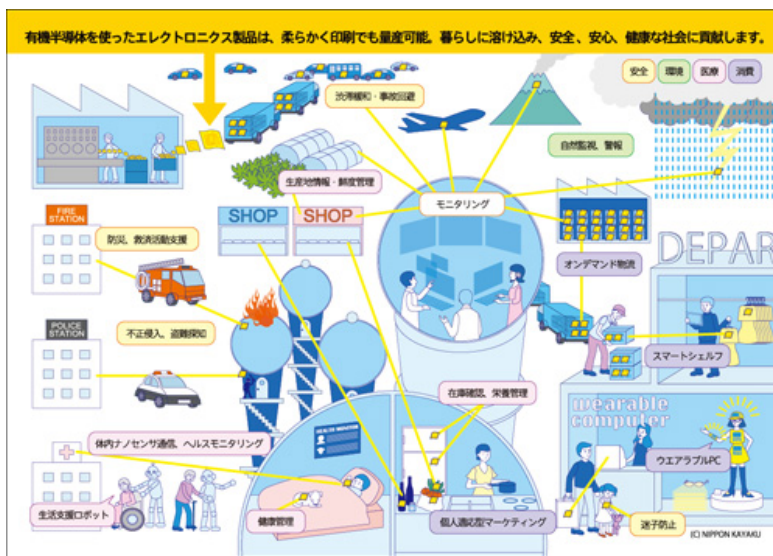 有機半導体を使ったエレクトロニクス製品は、柔らかく印刷でも量産可能。暮らしに溶け込み、安全、安心、健康な社会に貢献します。
安全 環境 医療 消費
渋滞緩和・事故回避
自然監視、警報
生産地情報・鮮度管理
モニタリング
FIRE
STATION
SHOP SHOP
防災、救済活動支援
オンデマンド物流
DEPAR
POLICE
STATION
不正侵入、盗難探知
スマートシェルフ
在庫確認、栄養管理
wearable
computer
HEALTH MONITOR
体内ナノセンサ通信、ヘルスモニタリング
ウエアラブルPC
生活支援ロボット
健康管理
個人適応型マーケティング
迷子防止
(C) NIPPON KAYAKU